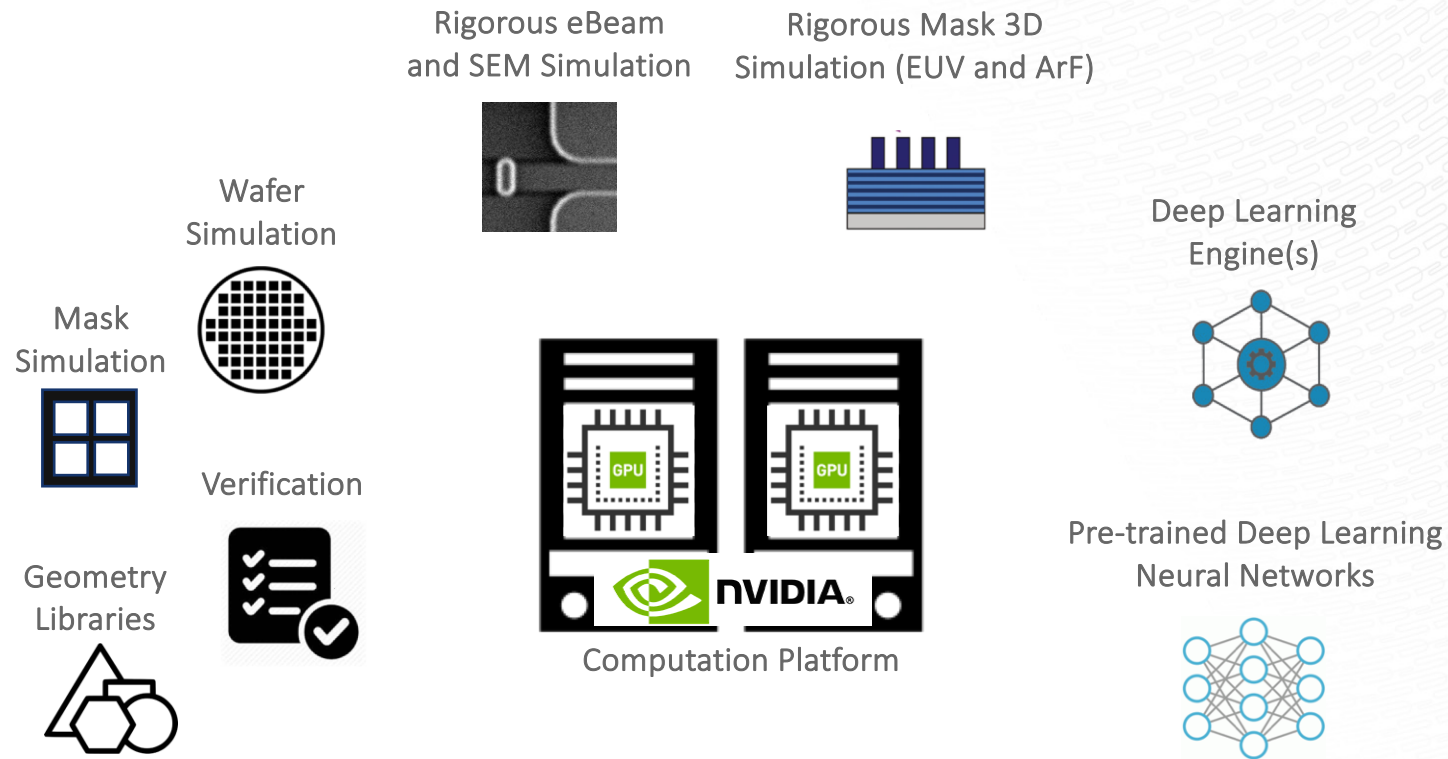 Rigorous eBeam
and SEM Simulation
Rigorous Mask 3D
Simulation (EUV and ArF)
Wafer
Simulation
Deep Learning
Engine(s)
Mask
Simulation
GPU
GPU
Verification
Pre-trained Deep Learning
Neural Networks
Geometry
Libraries
NVIDIA®
Computation Platform